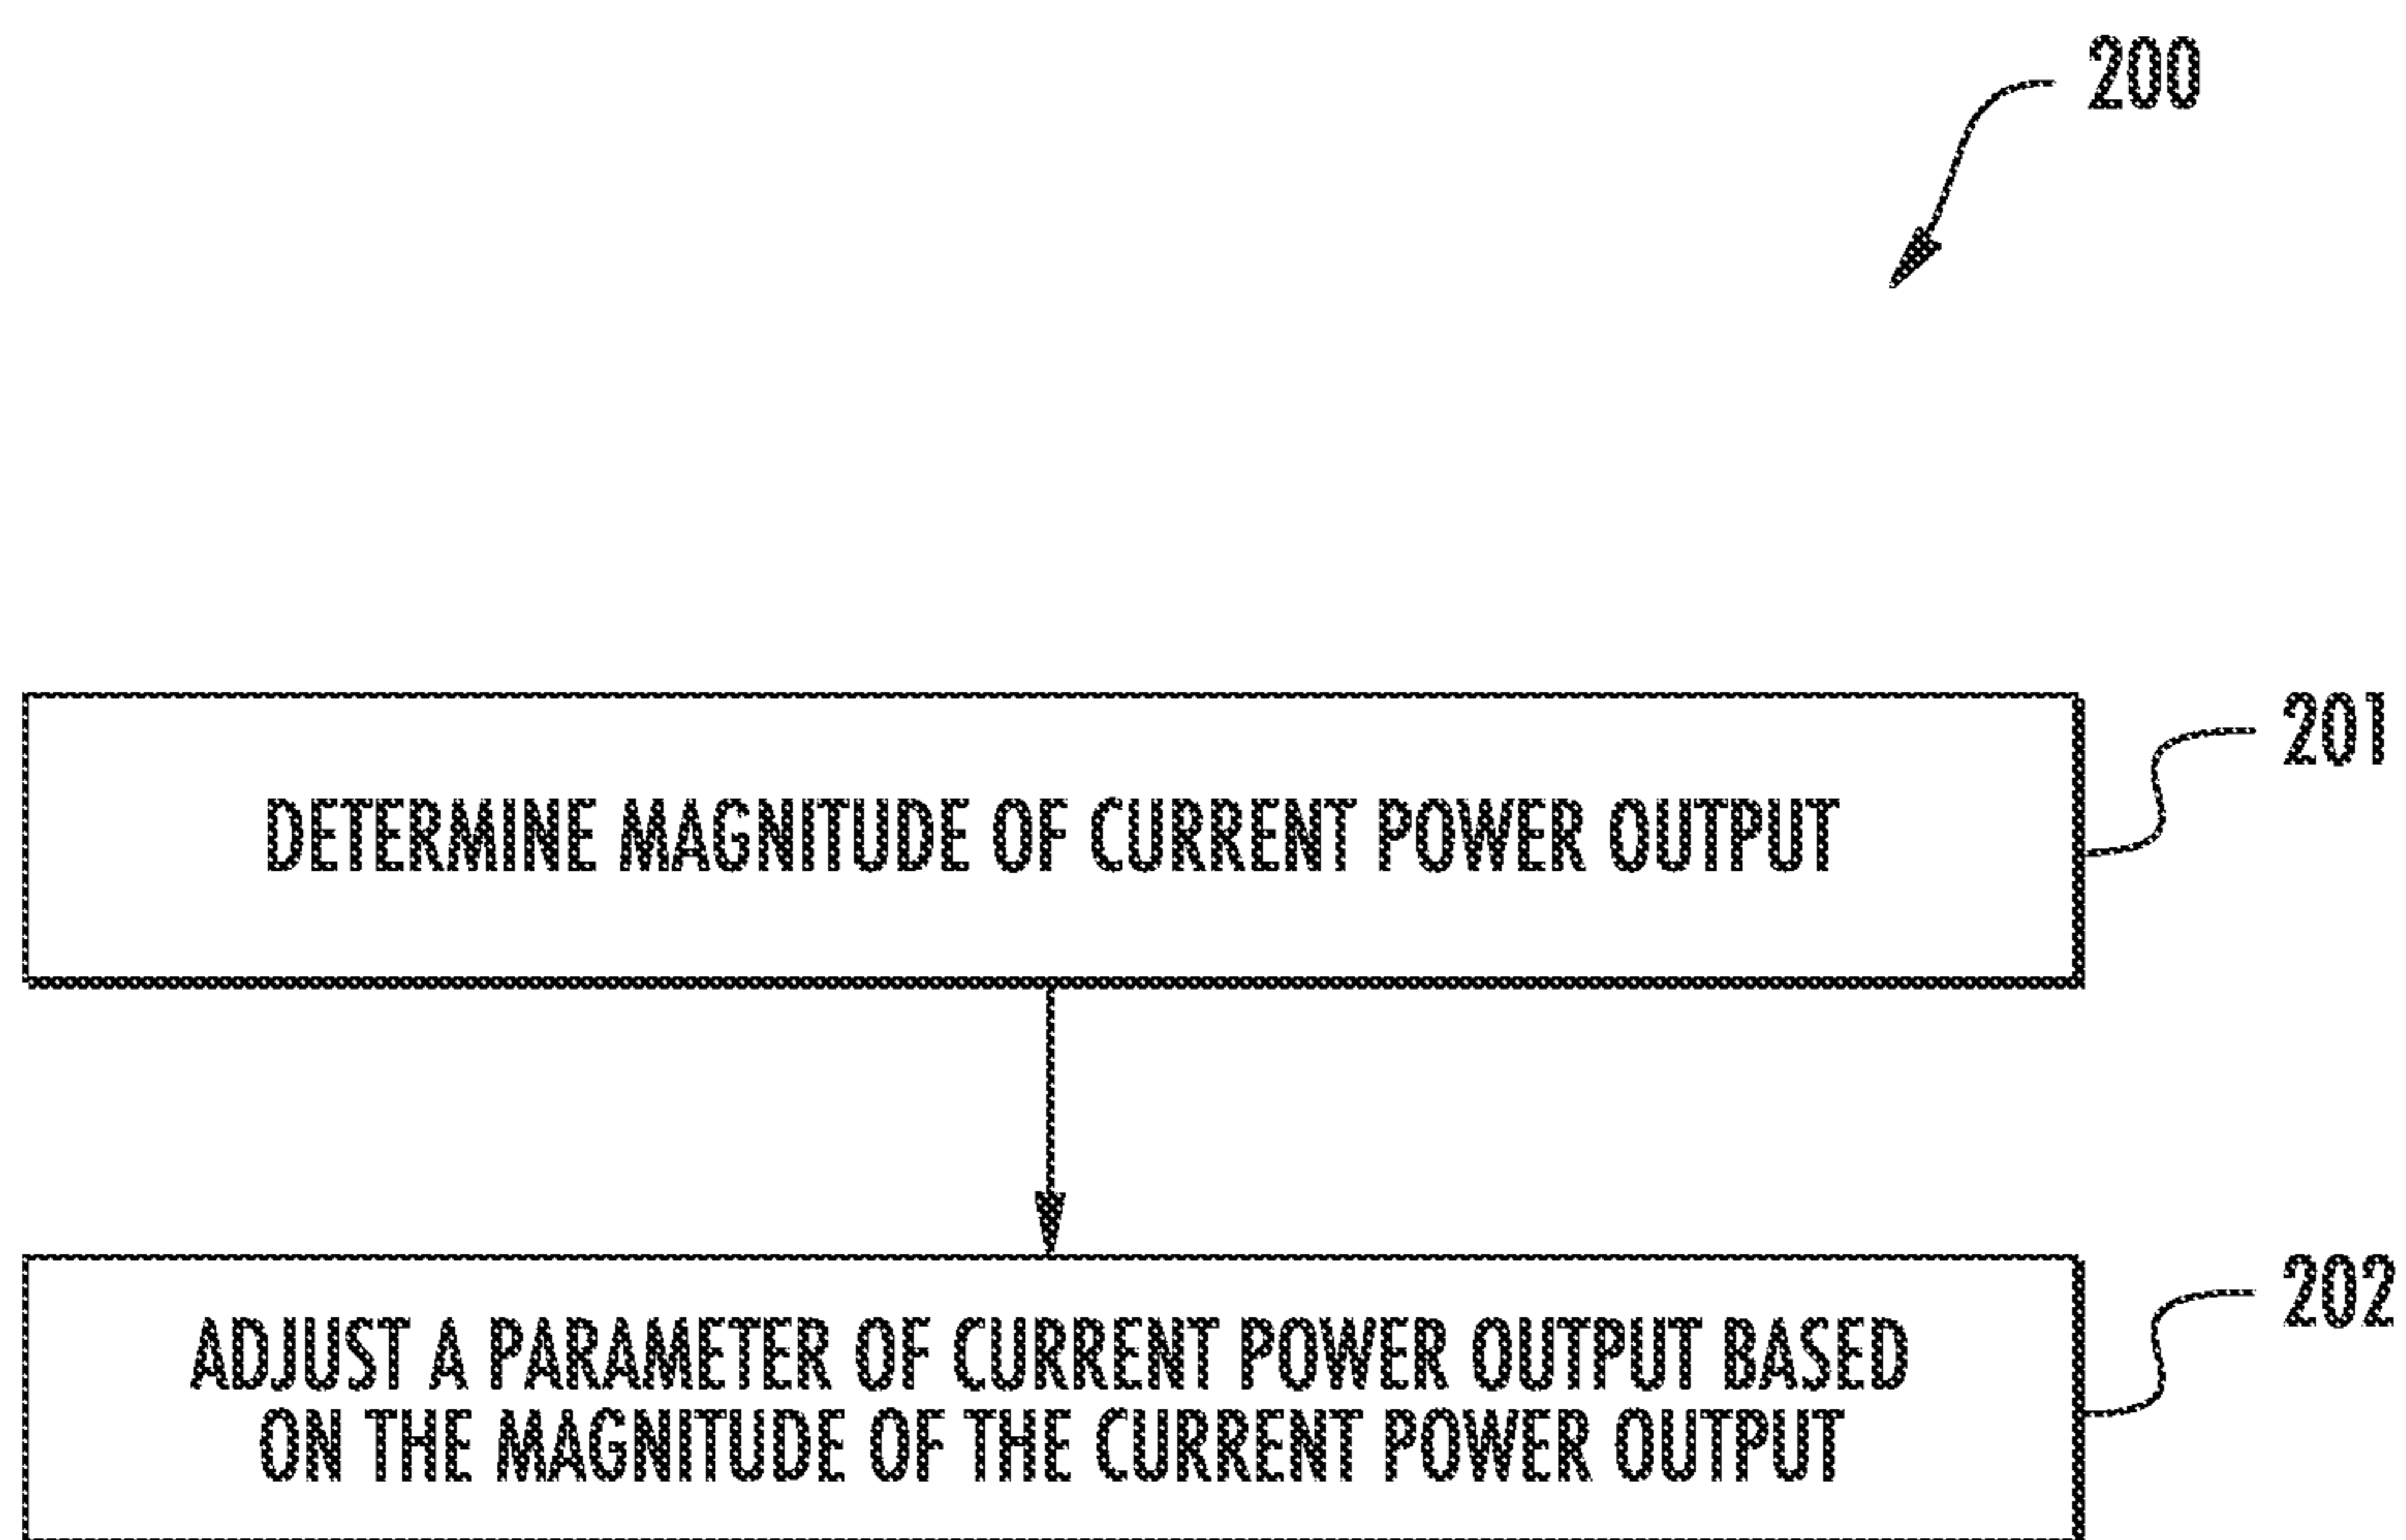 200
DETERMINE MAGNITUDE OF CURRENT POWER OUTPUT
201
ADJUST A PARAMETER OF CURRENT POWER OUTPUT BASED
ON THE MAGNITUDE OF THE CURRENT POWER OUTPUT
202